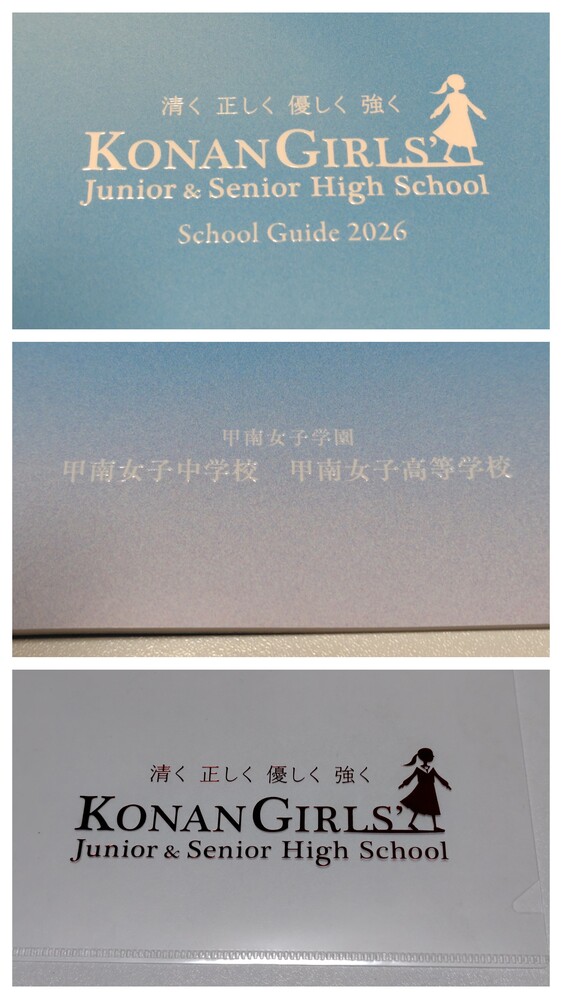 清く 正しく 優しく 強く
KONAN GIRLS'
Junior & Senior High School
School Guide 2026
甲南女子学園
甲南女子中学校 甲南女子高等学校
清く 正しく 優しく 強く
KONAN GIRLS'
Junior & Senior High School